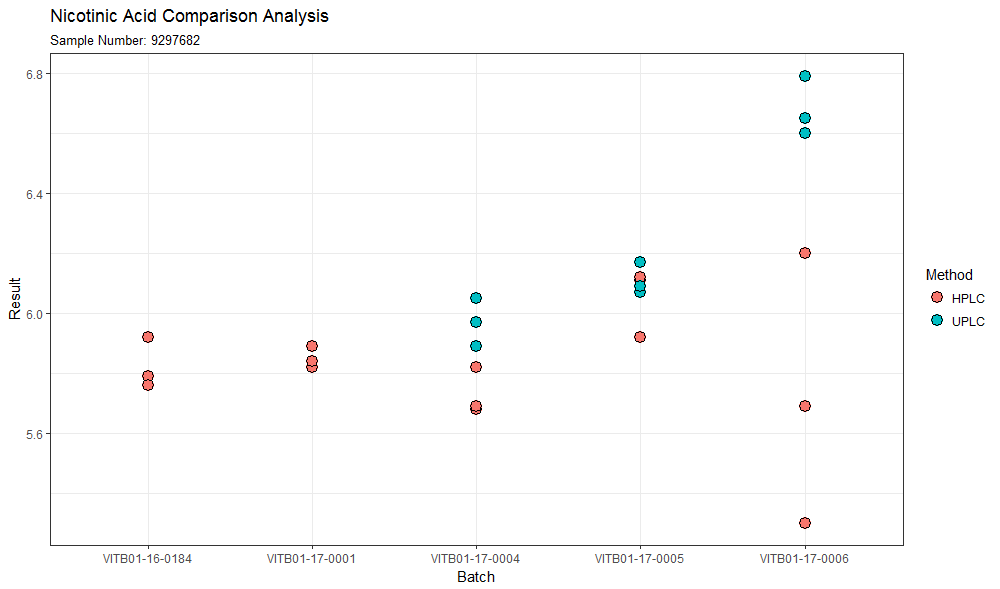 Nicotinic Acid Comparison Analysis
Sample Number: 9297682
6.8
6.4
6.0
5.6
Result
VITB01-16-0184 VITB01-17-0001 VITB01-17-0004 VITB01-17-0005 VITB01-17-0006
Batch
Method
HPLC
UPLC